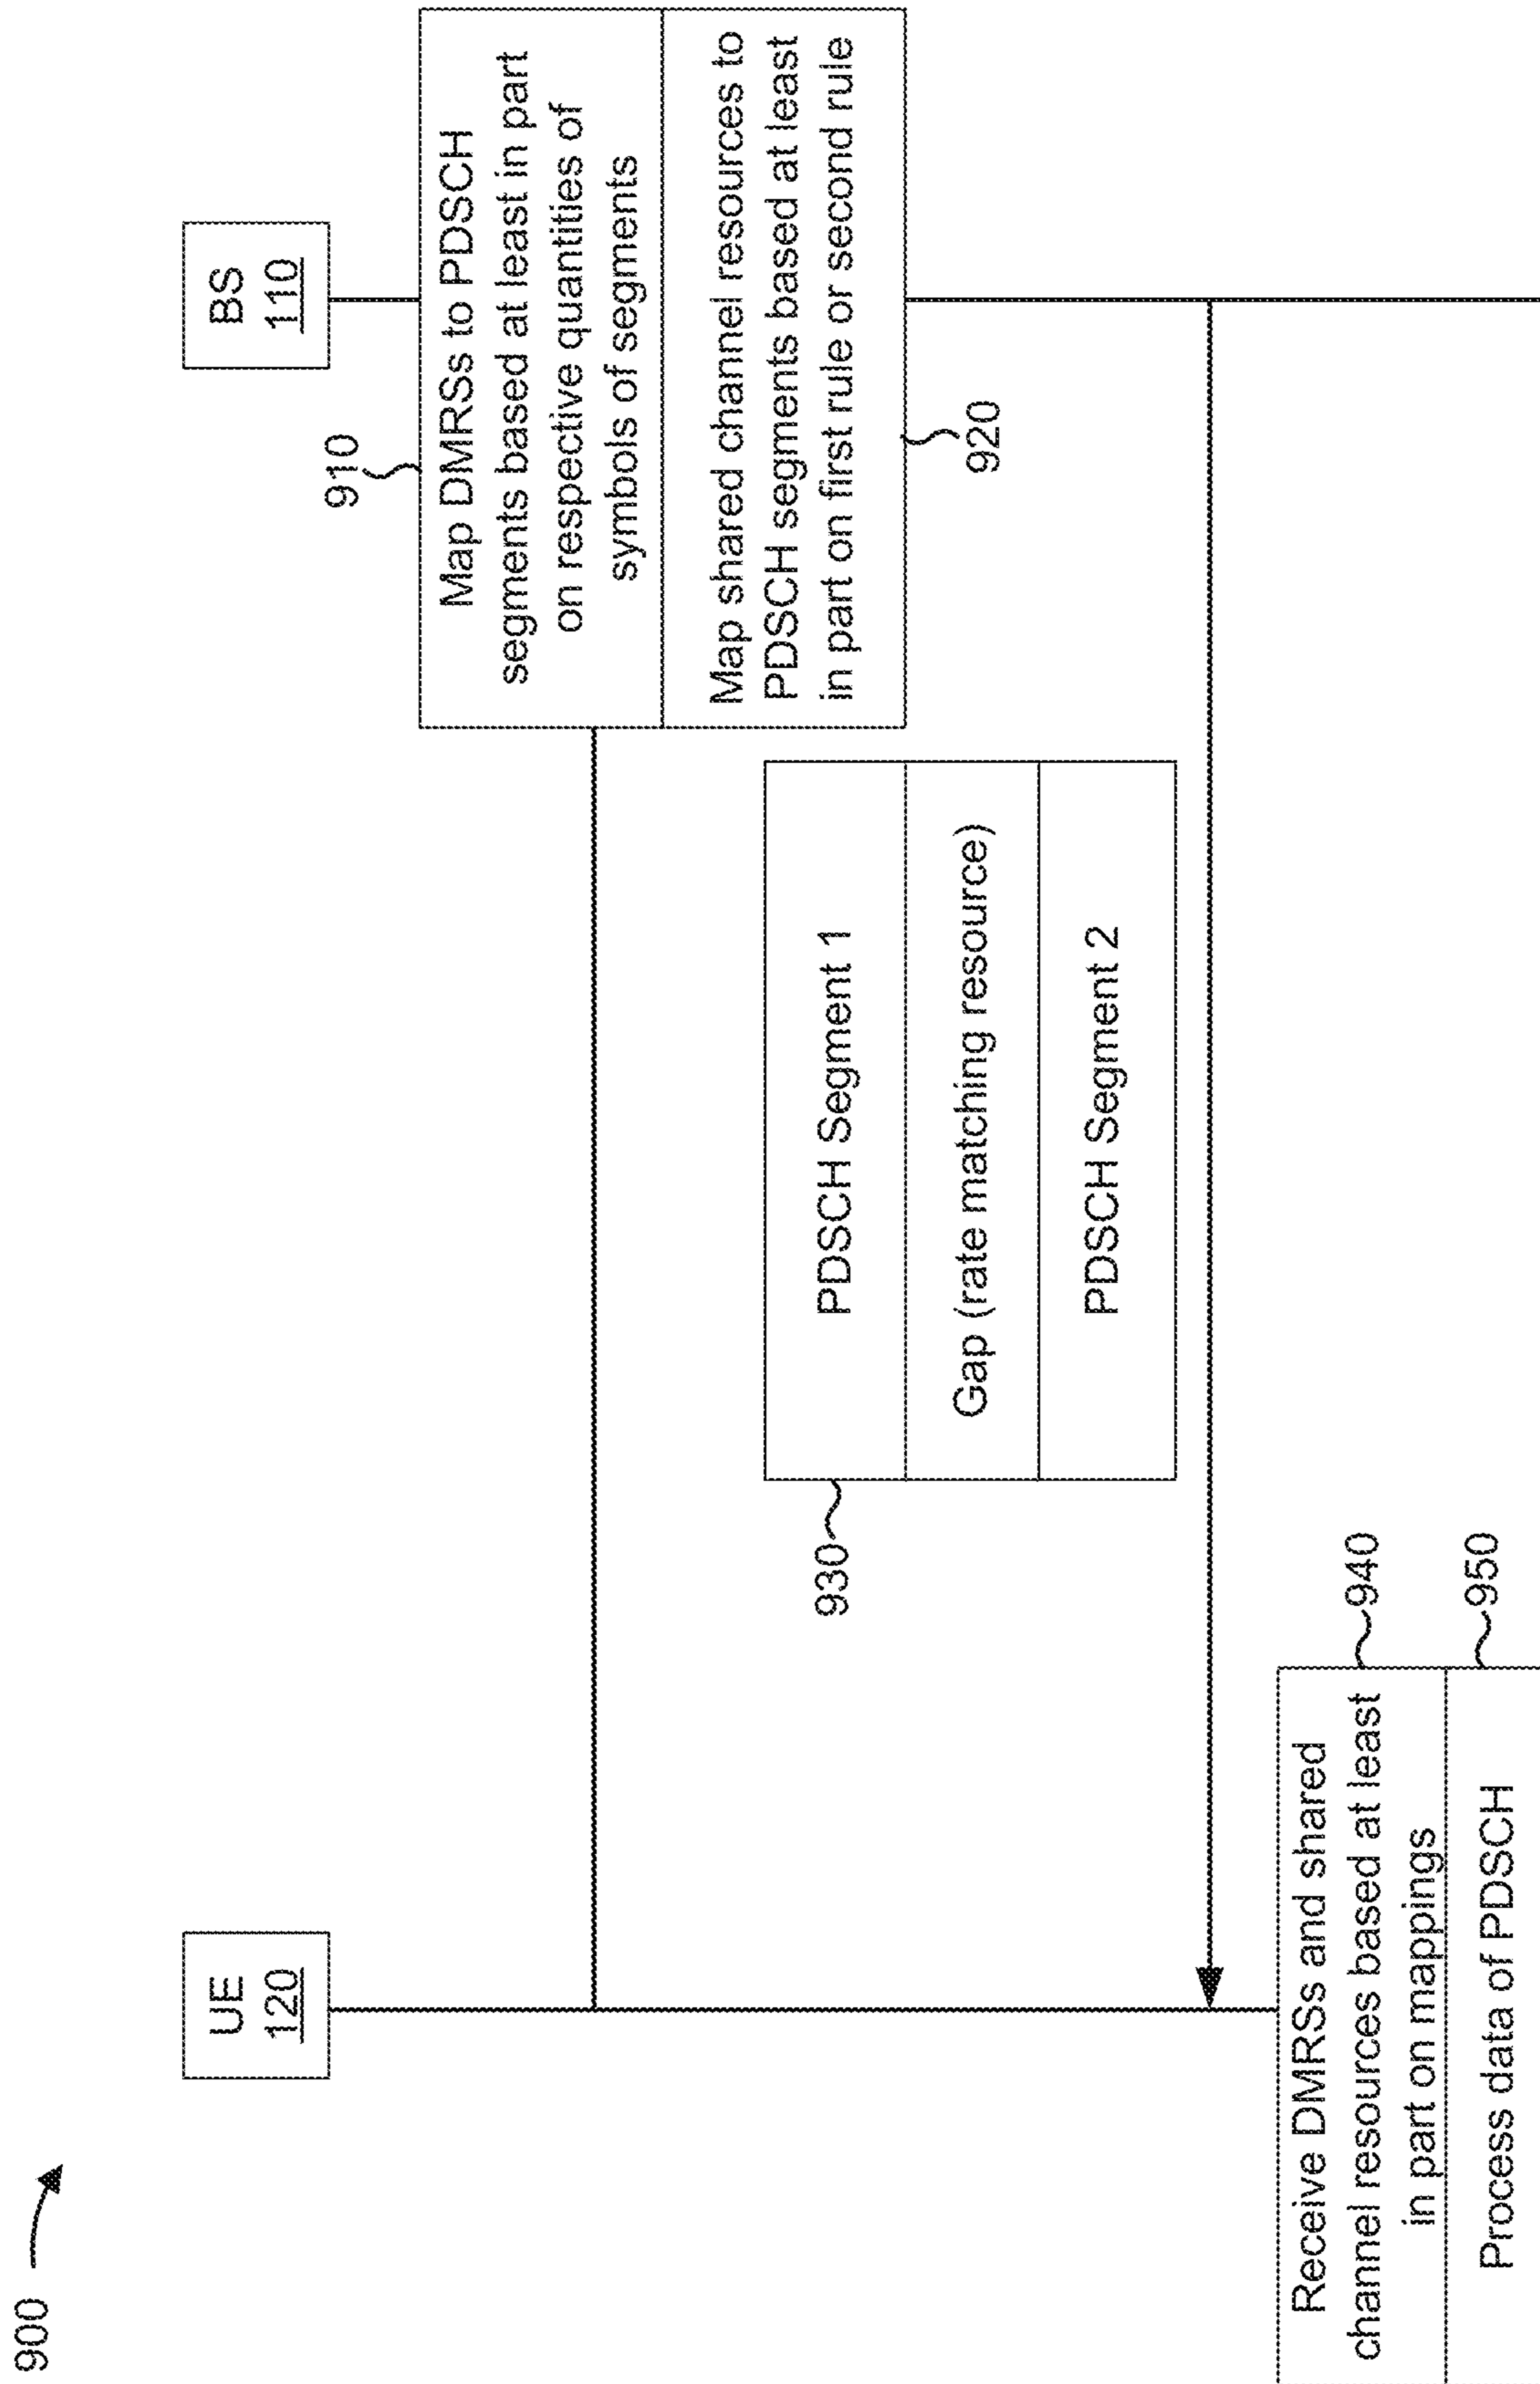 900
UE
120
BS
110
910
Map DMRSs to PDSCH
segments based at least in part
on respective quantities of
symbols of segments
Map shared channel resources to
PDSCH segments based at least
in part on first rule or second rule
920
930
PDSCH Segment 1
Gap (rate matching resource)
PDSCH Segment 2
Receive DMRSs and shared
channel resources based at least
in part on mappings
940
Process data of PDSCH
950